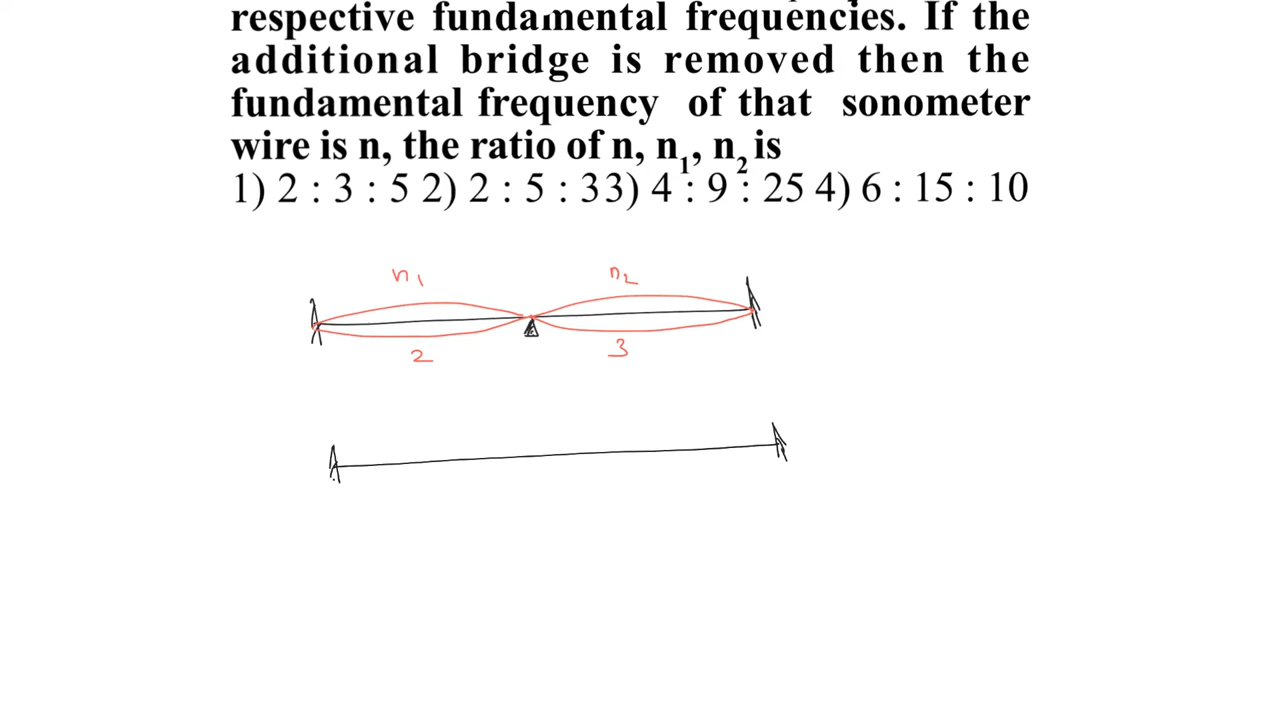 respective fundamental frequencies. If the
additional bridge is removed then the
fundamental frequency of that sonometer
wire is n, the ratio of n, n₁, n₂ is
1) 2 : 3 : 5 2) 2 : 5 : 33) 4 : 9 : 25 4) 6 : 15 : 10
n₁ n₂
2 3